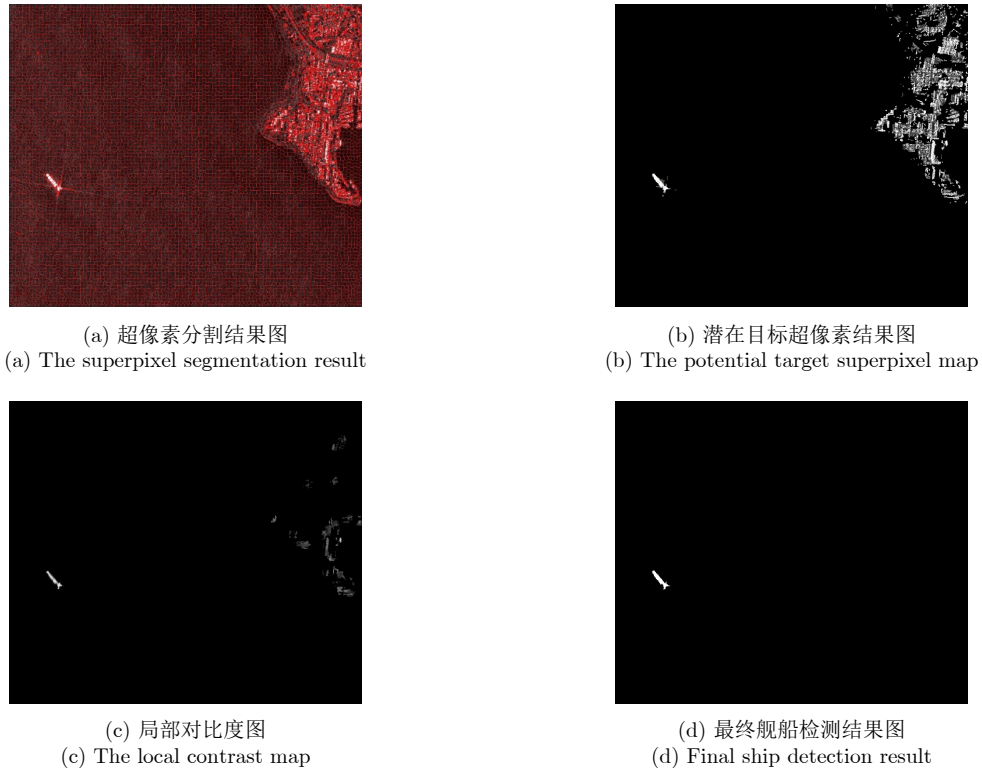 (a) 超像素分割结果图
(a) The superpixel segmentation result
(b) 潜在目标超像素结果图
(b) The potential target superpixel map
(c) 局部对比度图
(c) The local contrast map
(d) 最终舰船检测结果图
(d) Final ship detection result